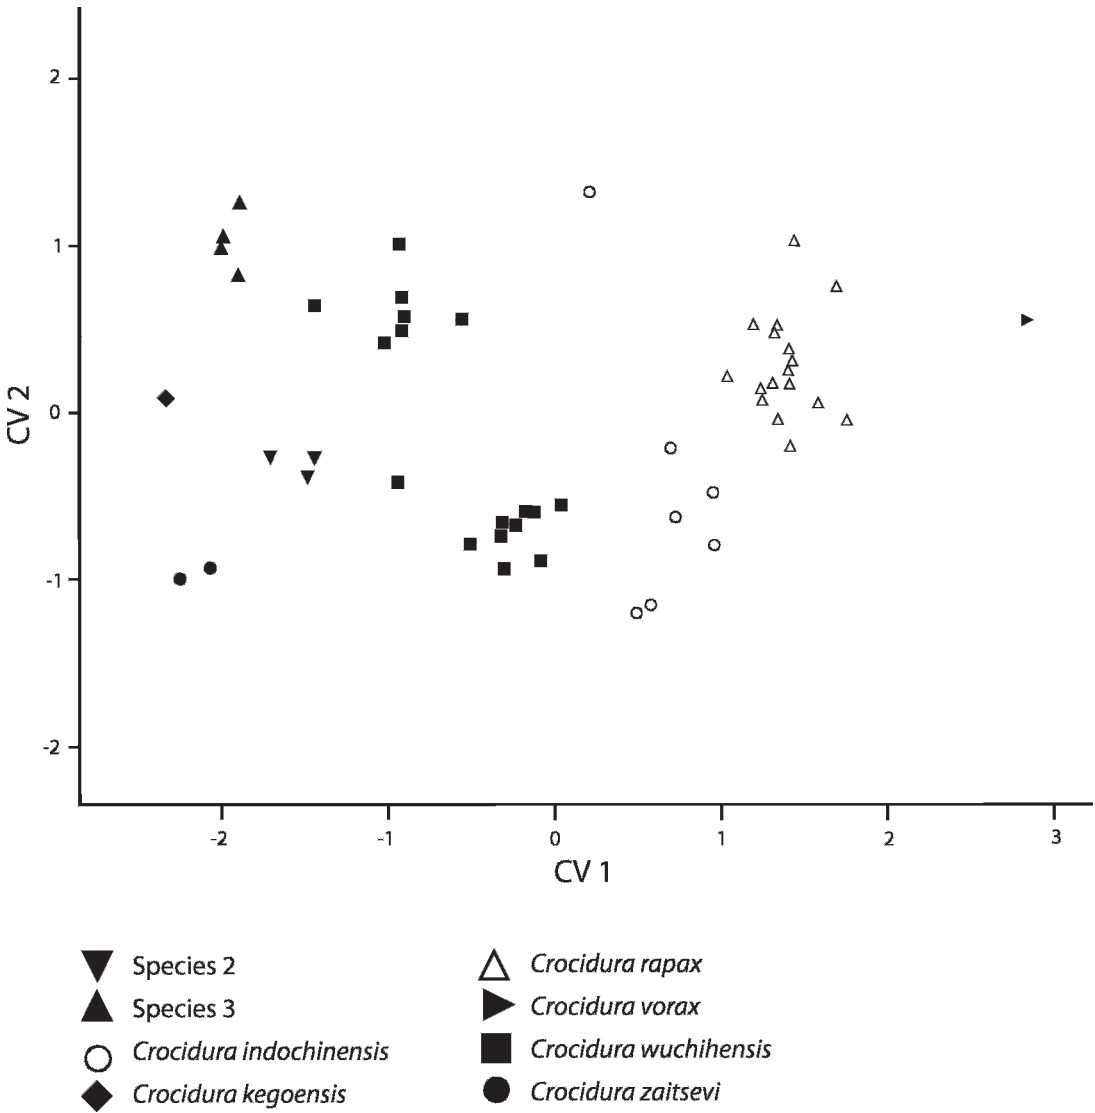 2
1
0
-1
-2
CV 2
-2 -1 0 1 2 3
CV 1
Species 2
Species 3
Crocidura indochinensis
Crocidura kegoensis
Crocidura rapax
Crocidura vorax
Crocidura wuchihensis
Crocidura zaitsevi